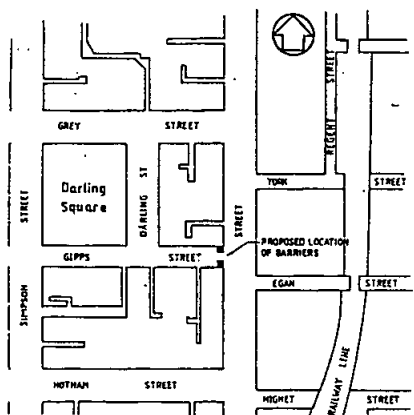 STREET
REGENT
GREY STREET
Darling
Square
DARLING ST
STREET
SIMPSON
YORK STREET
STREET
PROPOSED LOCATION
OF BARRIERS
GIPPS STREET
EGAN STREET
RAILWAY LINE
HOTHAM STREET
HIGHET STREET